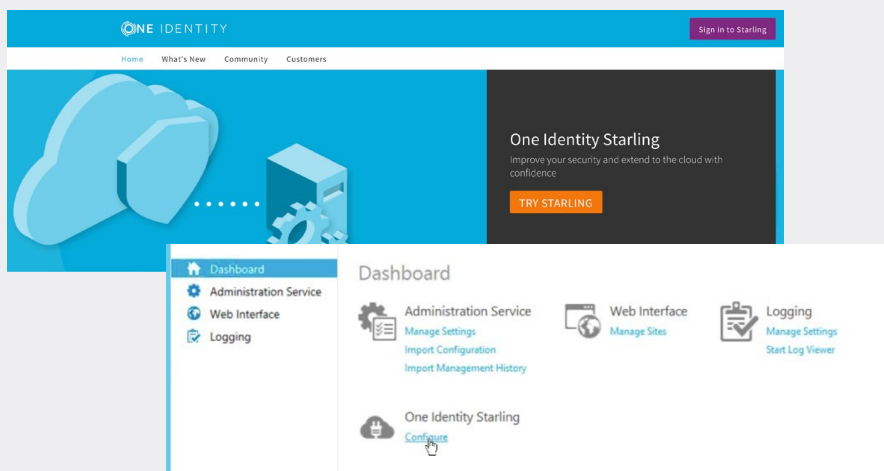 ONE IDENTITY
Sign in to Starling
Home What's New Community Customers
One Identity Starling
Improve your security and extend to the cloud with
confidence
TRY STARLING
Dashboard
Administration Service
Web Interface
Logging
Dashboard
Administration Service
Manage Settings
Import Configuration
Import Management History
Web Interface
Manage Sites
Logging
Manage Settings
Start Log Viewer
One Identity Starling
Configure